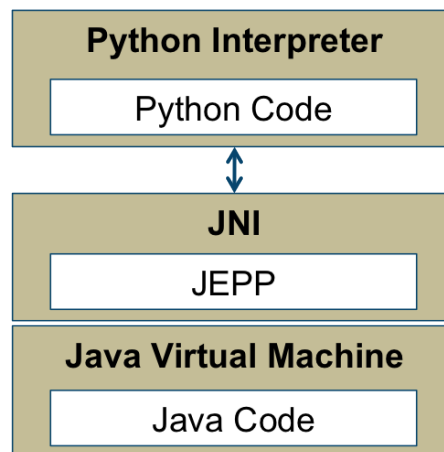 Python Interpreter
Python Code
JNI
JEPP
Java Virtual Machine
Java Code